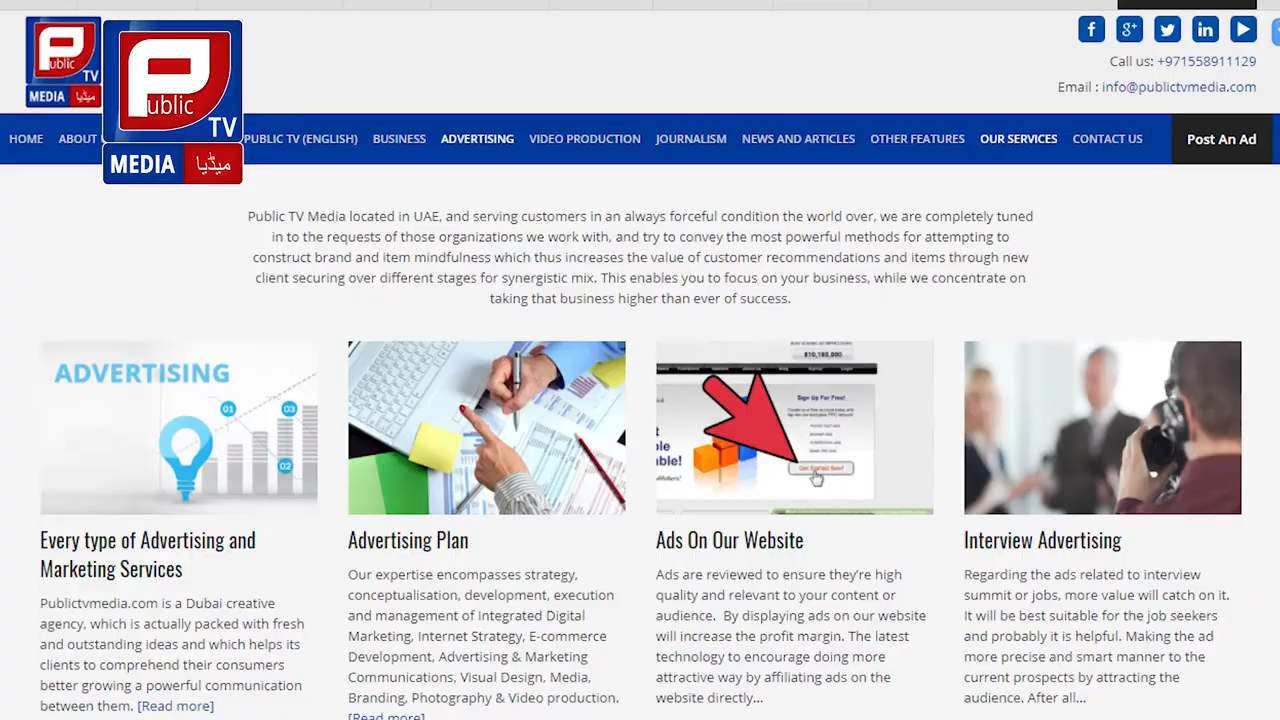 Public
TV
MEDIA میڈیا
Public
TV
MEDIA میڈیا
Call us: +971558911129
Email : info@publictvmedia.com
HOME ABOUT PUBLIC TV (ENGLISH) BUSINESS ADVERTISING VIDEO PRODUCTION JOURNALISM NEWS AND ARTICLES OTHER FEATURES OUR SERVICES CONTACT US Post An Ad
Public TV Media located in UAE, and serving customers in an always forceful condition the world over, we are completely tuned
in to the requests of those organizations we work with, and try to convey the most powerful methods for attempting to
construct brand and item mindfulness which thus increases the value of customer recommendations and items through new
client securing over different stages for synergistic mix. This enables you to focus on your business, while we concentrate on
taking that business higher than ever of success.
ADVERTISING
01
03
02
Sign Up For Free!
Get Started Now!
Every type of Advertising and
Marketing Services
Publictvmedia.com is a Dubai creative
agency, which is actually packed with fresh
and outstanding ideas and which helps its
clients to comprehend their consumers
better growing a powerful communication
between them. [Read more]
Advertising Plan
Our expertise encompasses strategy,
conceptualisation, development, execution
and management of Integrated Digital
Marketing, Internet Strategy, E-commerce
Development, Advertising & Marketing
Communications, Visual Design, Media,
Branding, Photography & Video production.
[Read more]
Ads On Our Website
Ads are reviewed to ensure they're high
quality and relevant to your content or
audience. By displaying ads on our website
will increase the profit margin. The latest
technology to encourage doing more
attractive way by affiliating ads on the
website directly...
Interview Advertising
Regarding the ads related to interview
summit or jobs, more value will catch on it.
It will be best suitable for the job seekers
and probably it is helpful. Making the ad
more precise and smart manner to the
current prospects by attracting the
audience. After all...